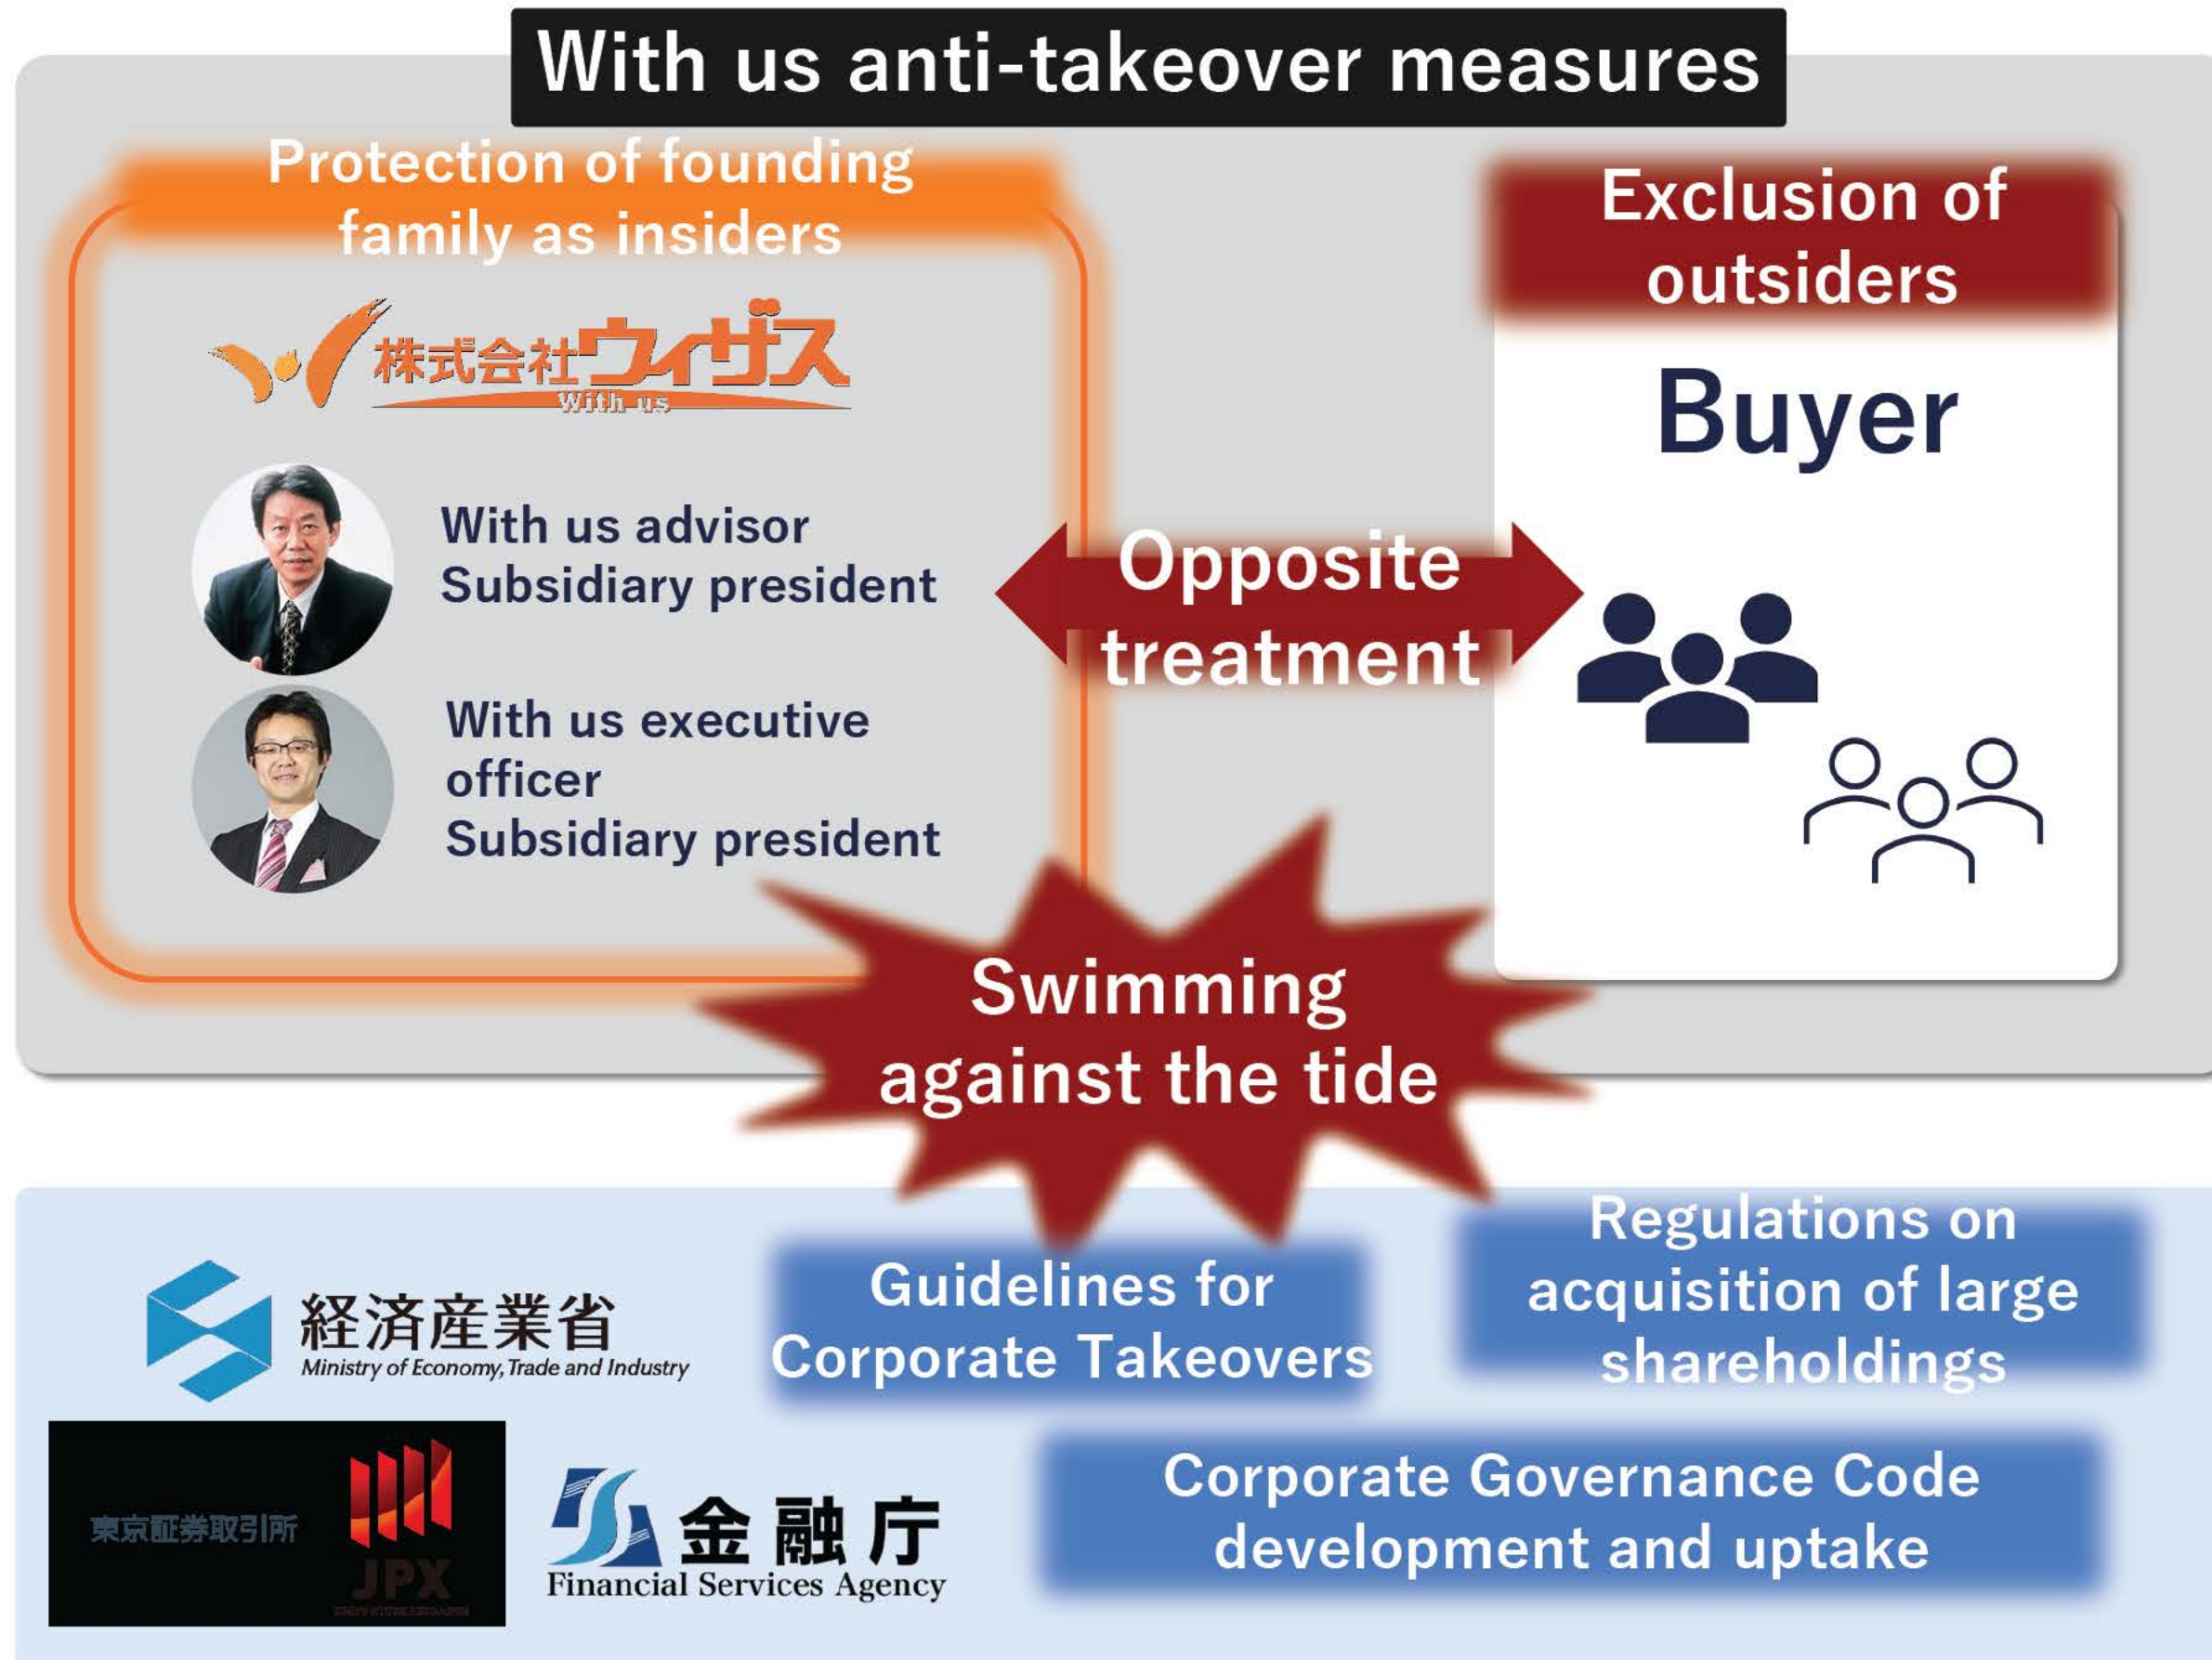 With us anti-takeover measures
Protection of founding
family as insiders
株式会社ウィザス
With us
With us advisor
Subsidiary president
With us executive
officer
Subsidiary president
Opposite
treatment
Exclusion of
outsiders
Buyer
Swimming
against the tide
経済産業省
Ministry of Economy, Trade and Industry
Guidelines for
Corporate Takeovers
Regulations on
acquisition of large
shareholdings
東京証券取引所
JPX
TOKYO STOCK EXCHANGE
金融庁
Financial Services Agency
Corporate Governance Code
development and uptake